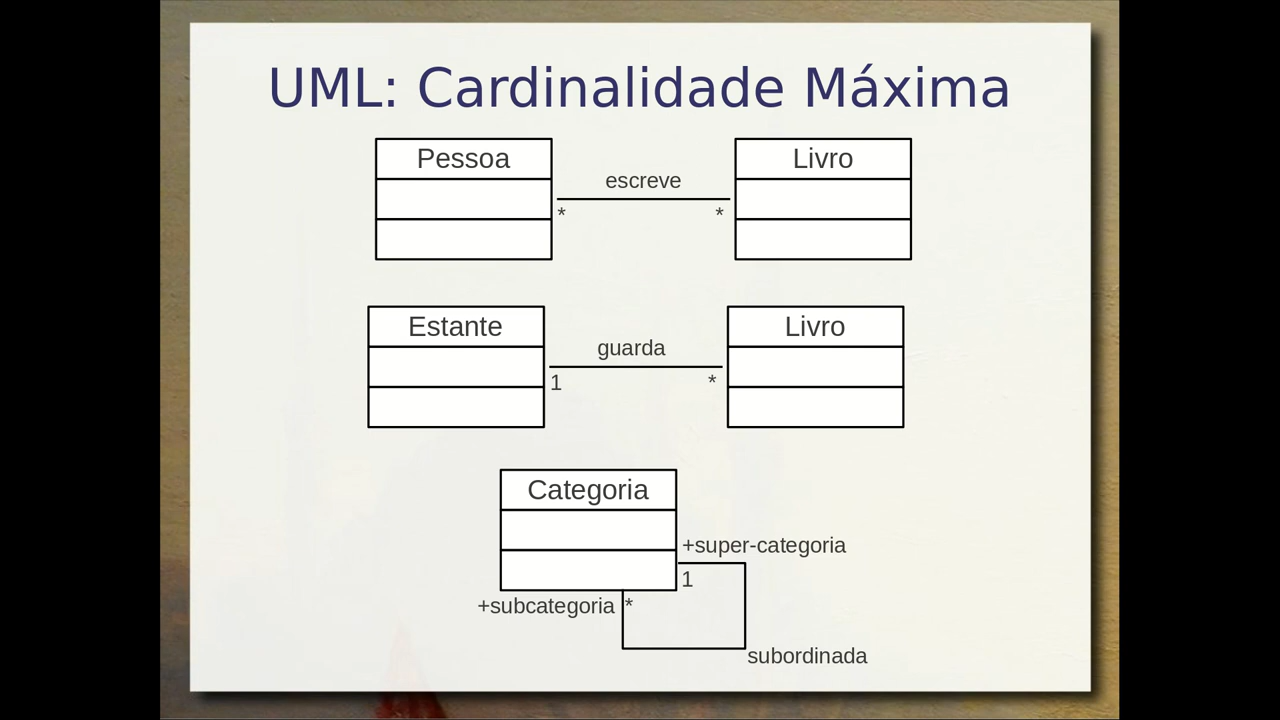 UML: Cardinalidade Máxima
Pessoa
Livro
escreve
*
*
Estante
Livro
guarda
1
*
Categoria
+super-categoria
1
+subcategoria
*
subordinada